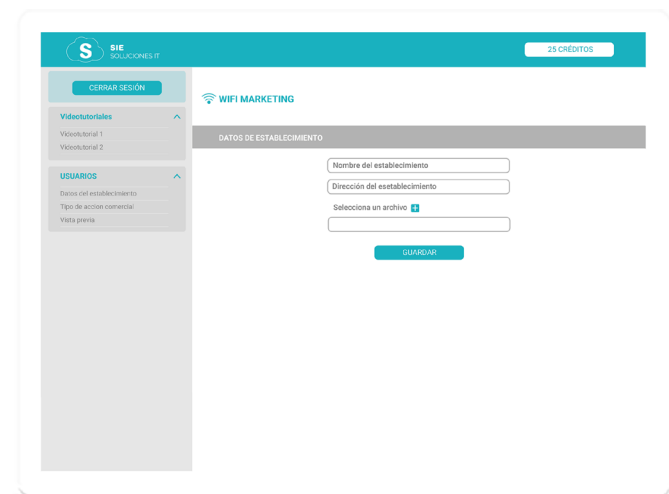 S
SIE
SOLUCIONES IT
25 CRÉDITOS
CERRAR SESIÓN
Videotutoriales
Videotutorial 1
Videotutorial 2
USUARIOS
Datos del establecimiento
Tipo de accion comercial
Vista previa
WIFI MARKETING
DATOS DE ESTABLECIMIENTO
Nombre del establecimiento
Dirección del esetablecimiento
Selecciona un archivo
GUARDAR